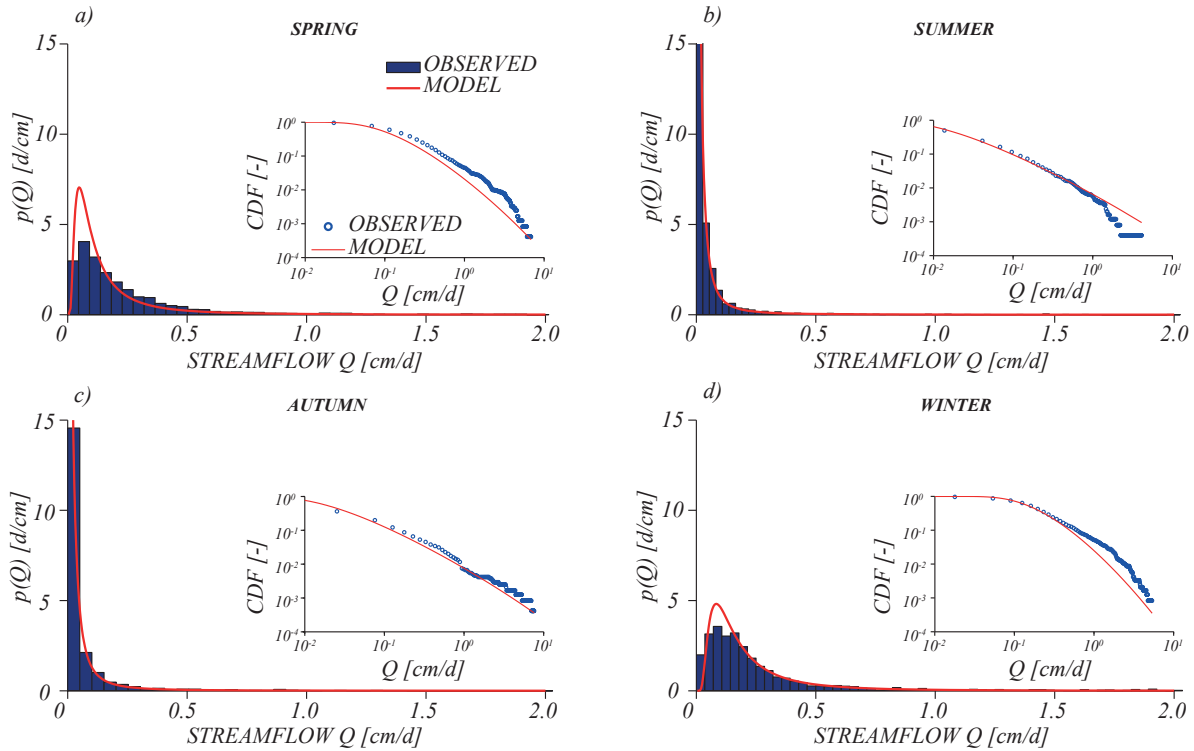 a)
SPRING
15
10
5
0
p(Q) [d/cm]
OBSERVED
MODEL
10^0
10^-1
10^-2
10^-3
10^-4
CDF [-]
OBSERVED
MODEL
10^-2
10^-1
10^0
10^1
Q [cm/d]
0
0.5
1.0
1.5
2.0
STREAMFLOW Q [cm/d]
b)
SUMMER
15
10
5
0
p(Q) [d/cm]
10^0
10^-1
10^-2
10^-3
10^-4
CDF [-]
10^-2
10^-1
10^0
10^1
Q [cm/d]
0
0.5
1.0
1.5
2.0
STREAMFLOW Q [cm/d]
c)
AUTUMN
15
10
5
0
p(Q) [d/cm]
10^0
10^-1
10^-2
10^-3
10^-4
CDF [-]
10^-2
10^-1
10^0
10^1
Q [cm/d]
0
0.5
1.0
1.5
2.0
STREAMFLOW Q [cm/d]
d)
WINTER
15
10
5
0
p(Q) [d/cm]
10^0
10^-1
10^-2
10^-3
10^-4
CDF [-]
10^-2
10^-1
10^0
10^1
Q [cm/d]
0
0.5
1.0
1.5
2.0
STREAMFLOW Q [cm/d]